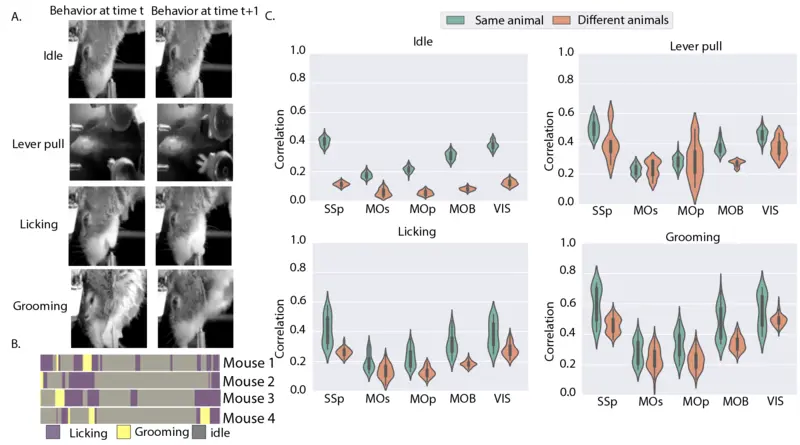 A.
Behavior at time t Behavior at time t+1
Idle
Lever pull
Licking
Grooming
B.
Mouse 1
Mouse 2
Mouse 3
Mouse 4
Licking Grooming idle
C.
Same animal Different animals
Idle
Correlation
1.0
0.8
0.6
0.4
0.2
0.0
SSp MOs MOp MOB VIS
Lever pull
Correlation
1.0
0.8
0.6
0.4
0.2
0.0
SSp MOs MOp MOB VIS
Licking
Correlation
1.0
0.8
0.6
0.4
0.2
0.0
SSp MOs MOp MOB VIS
Grooming
Correlation
1.0
0.8
0.6
0.4
0.2
0.0
SSp MOs MOp MOB VIS